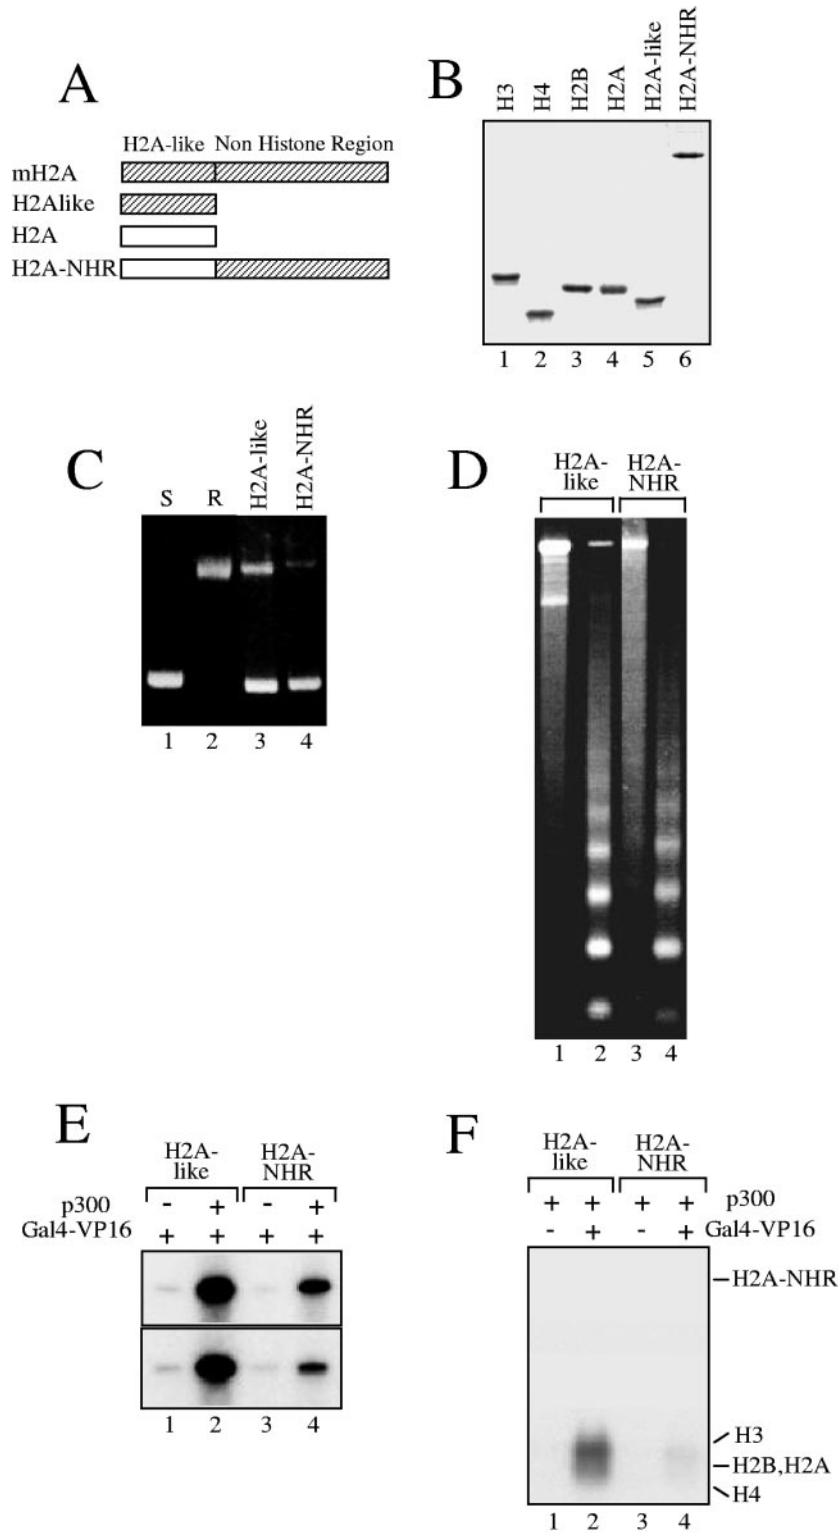 A
H2A-like Non Histone Region
mH2A
H2Alike
H2A
H2A-NHR
B
H3 H4 H2B H2A H2A-like H2A-NHR
1 2 3 4 5 6
C
S R H2A-like H2A-NHR
1 2 3 4
D
H2A- H2A-
like NHR
1 2 3 4
E
H2A- H2A-
like NHR
p300 - + - +
Gal4-VP16 + + + +
1 2 3 4
F
H2A- H2A-
like NHR
+ + + + p300
- + - + Gal4-VP16
H2A-NHR
H3
H2B,H2A
H4
1 2 3 4